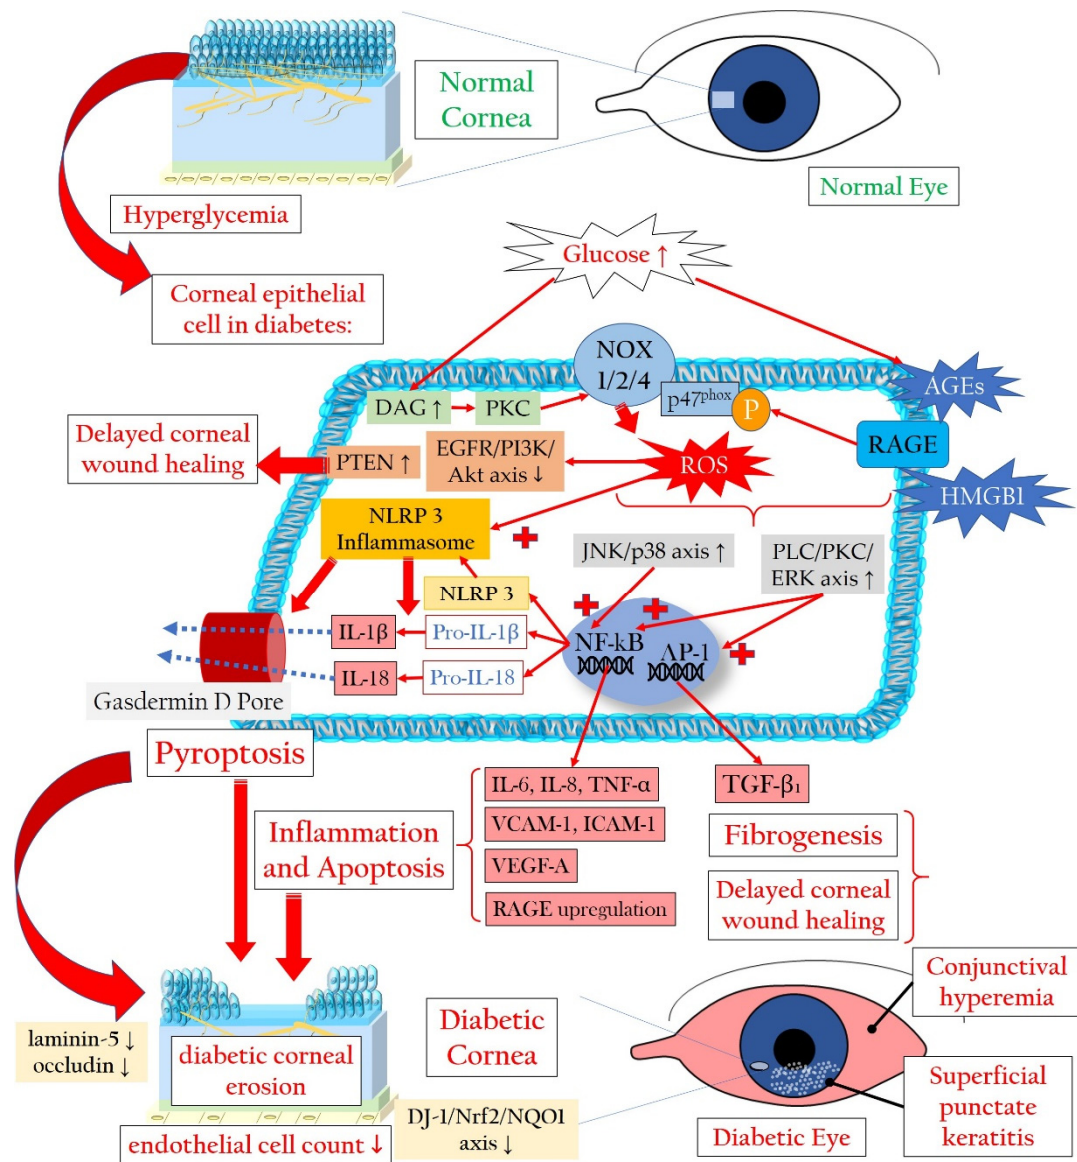 Normal
Cornea
Normal Eye
Hyperglycemia
Glucose ↑
Corneal epithelial
cell in diabetes:
NOX
1/2/4
p47phox
P
AGEs
DAG ↑
PKC
RAGE
Delayed corneal
wound healing
PTEN ↑
EGFR/PI3K/
Akt axis ↓
ROS
HMGB1
NLRP 3
Inflammasome
JNK/p38 axis ↑
PLC/PKC/
ERK axis ↑
NLRP 3
IL-1β
Pro-IL-1β
NF-kB
AP-1
IL-18
Pro-IL-18
Gasdermin D Pore
Pyroptosis
IL-6, IL-8, TNF-α
TGF-β₁
Inflammation
and Apoptosis
VCAM-1, ICAM-1
Fibrogenesis
VEGF-A
RAGE upregulation
Delayed corneal
wound healing
Conjunctival
hyperemia
Diabetic
Cornea
laminin-5 ↓
occludin ↓
diabetic corneal
erosion
Superficial
punctate
keratitis
DJ-1/Nrf2/NQO1
axis ↓
endothelial cell count ↓
Diabetic Eye